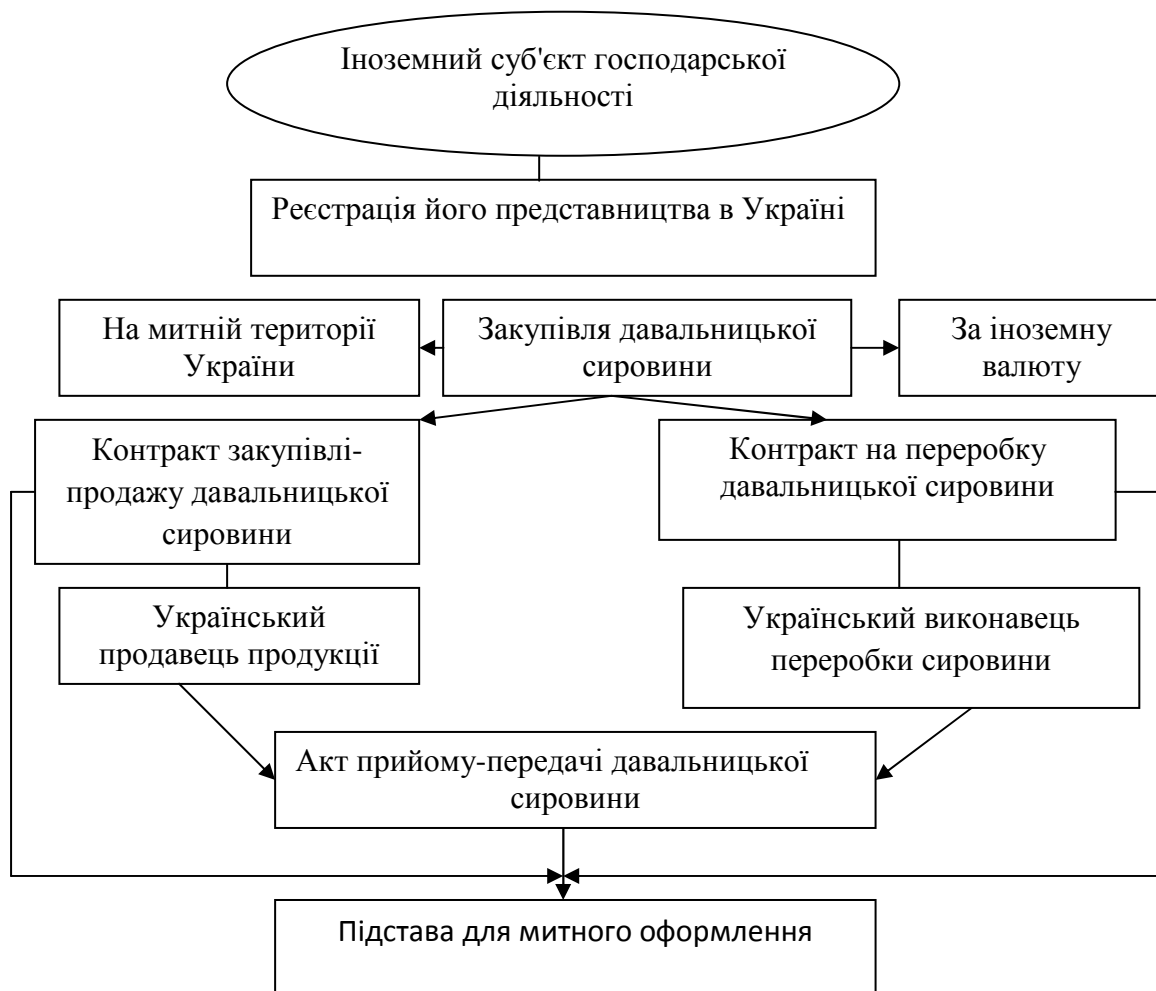 Іноземний суб'єкт господарської
діяльності
Реєстрація його представництва в Україні
На митній території
України
Закупівля давальницької
сировини
За іноземну
валюту
Контракт закупівлі-
продажу давальницької
сировини
Контракт на переробку
давальницької сировини
Український
продавець продукції
Український виконавець
переробки сировини
Акт прийому-передачі давальницької
сировини
Підстава для митного оформлення